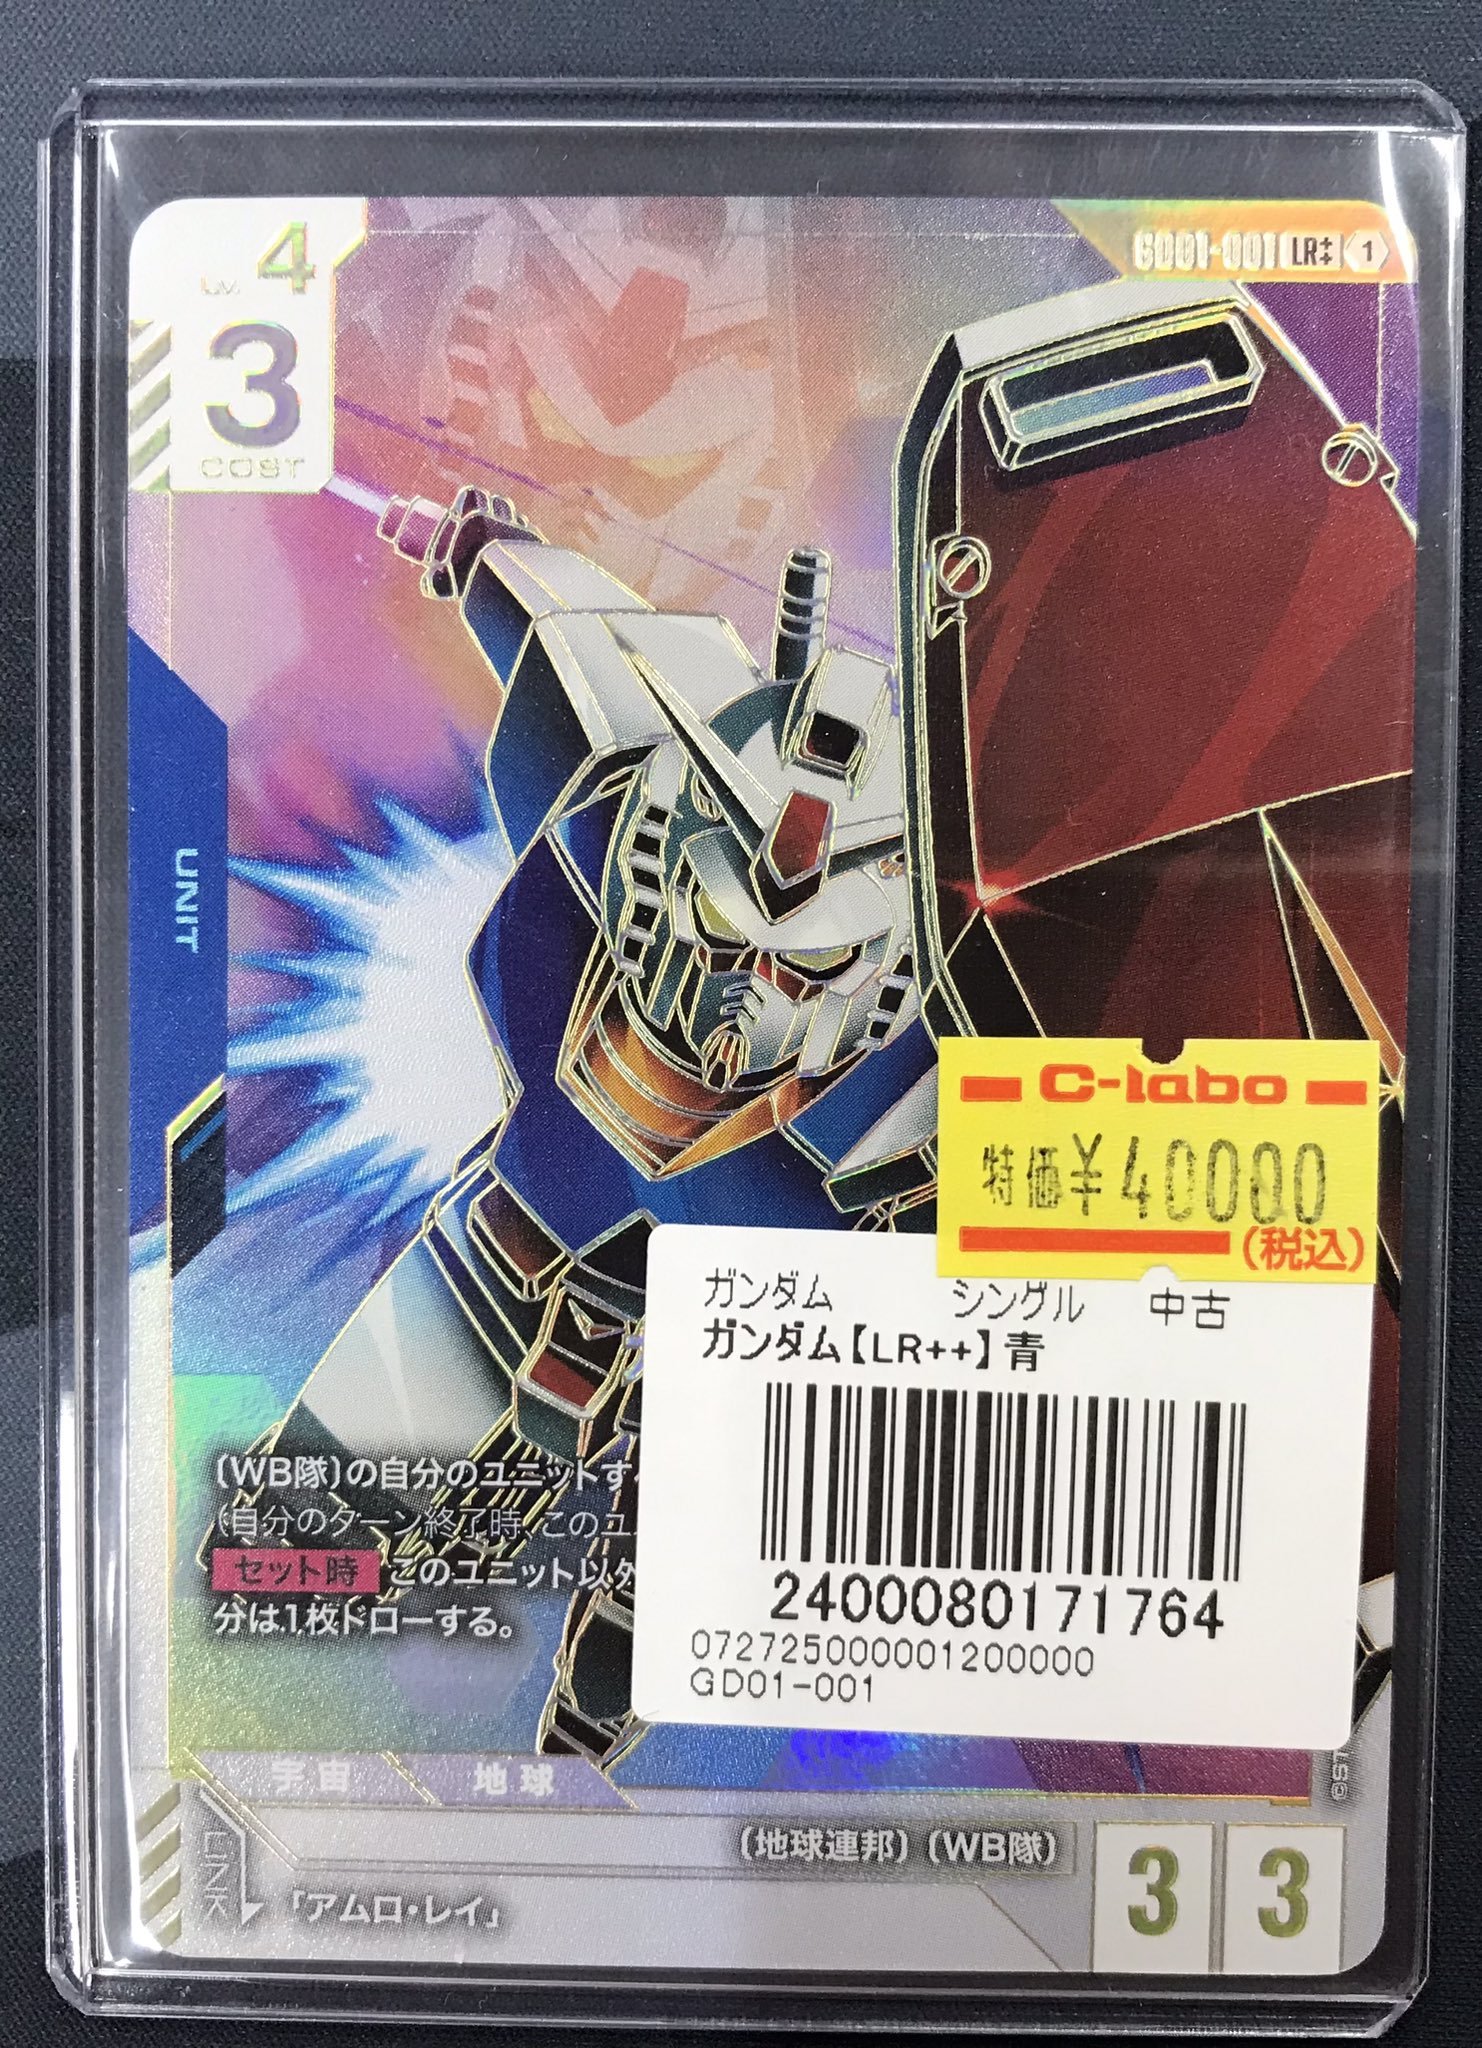 Lv. 4
3
COST
GD01-001 LR++ 1
UNIT
C-labo
特価¥40000
(税込)
ガンダム シングル 中古
ガンダム【LR++】青
2400080171764
072725000001200000
GD01-001
〔WB隊〕の自分のユニットす
(自分のターン終了時、このユ
セット時 このユニット以外
分は1枚ドローする。
宇宙 地球
リンク
〔地球連邦〕〔WB隊〕
「アムロ・レイ」
3 3